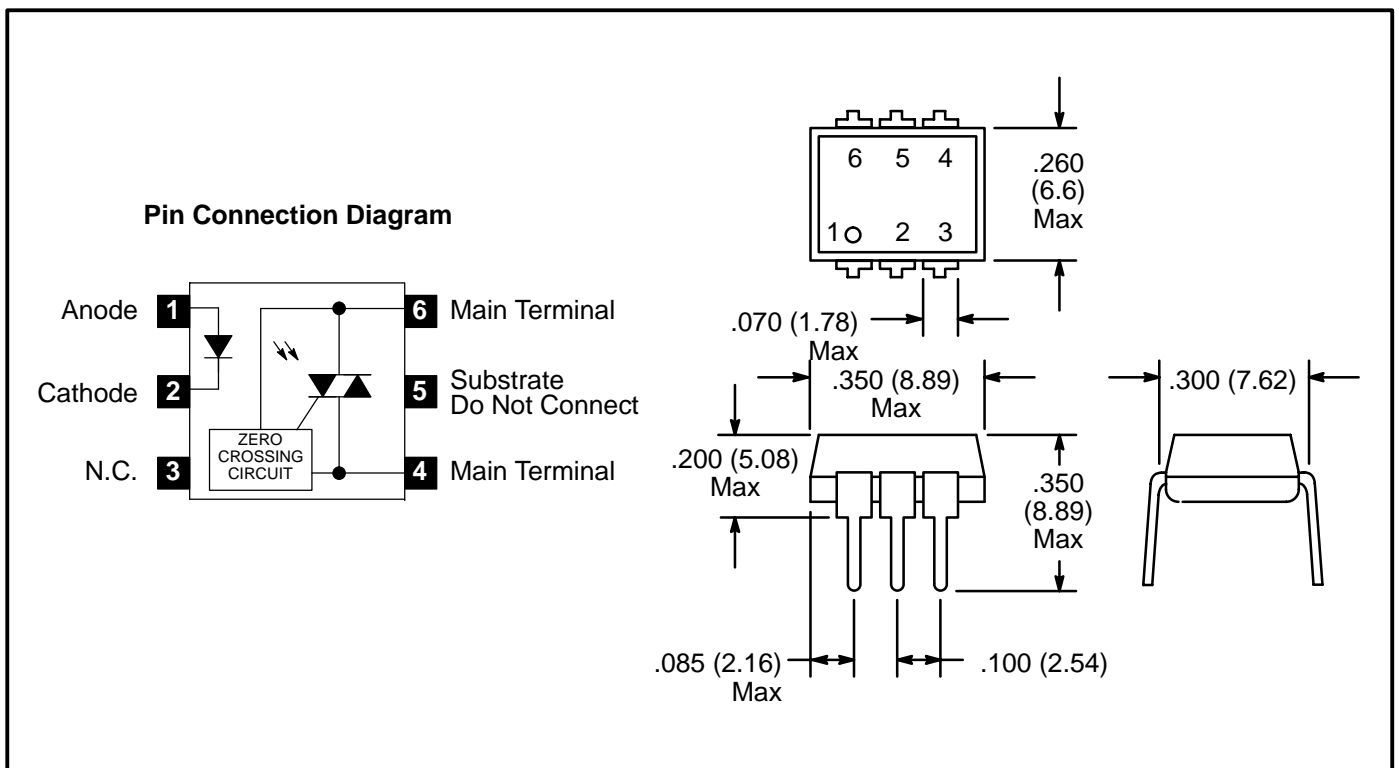 Pin Connection Diagram
Anode
1
Cathode
2
N.C.
3
ZERO
CROSSING
CIRCUIT
6
Main Terminal
5
Substrate
Do Not Connect
4
Main Terminal
6 5 4
1 2 3
.260
(6.6)
Max
.070 (1.78)
Max
.350 (8.89)
Max
.300 (7.62)
.200 (5.08)
Max
.350
(8.89)
Max
.085 (2.16)
Max
.100 (2.54)